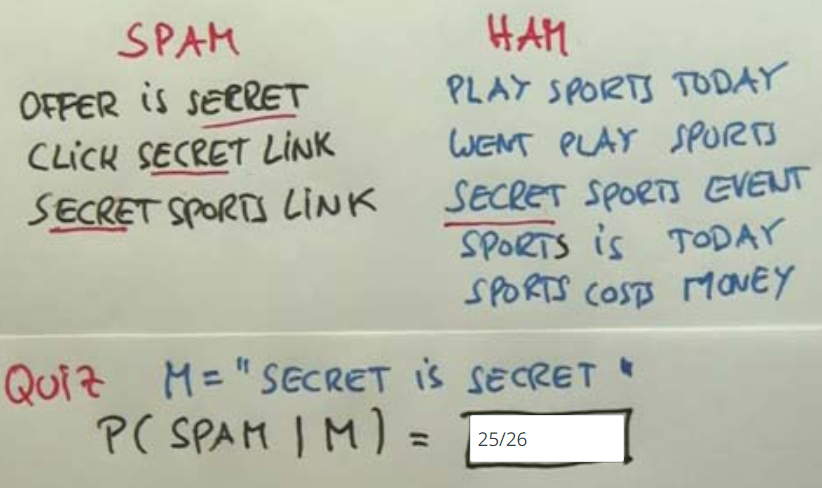 SPAM
OFFER is SECRET
CLICK SECRET LINK
SECRET SPORTS LINK
HAM
PLAY SPORTS TODAY
WENT PLAY SPORTS
SECRET SPORTS EVENT
SPORTS is TODAY
SPORTS COSTS MONEY
QUiZ M = "SECRET iS SECRET"
P(SPAM | M) = 25/26